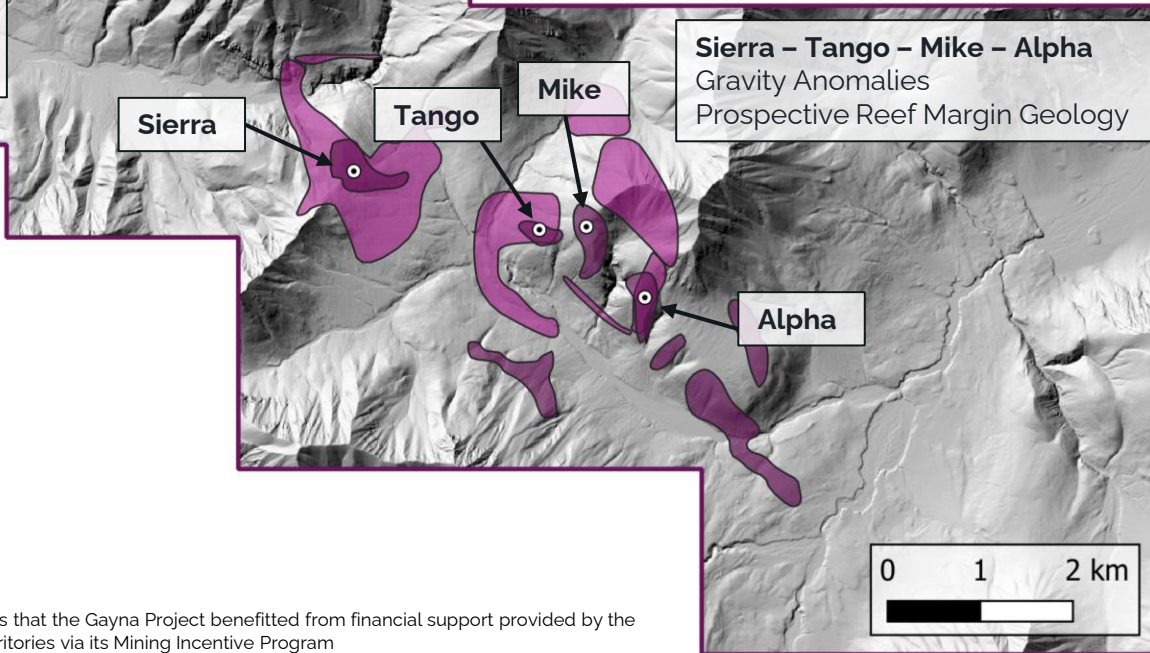 Sierra – Tango – Mike – Alpha
Gravity Anomalies
Prospective Reef Margin Geology
Mike
Tango
Sierra
Alpha
0 1 2 km
s that the Gayna Project benefitted from financial support provided by the
ritories via its Mining Incentive Program